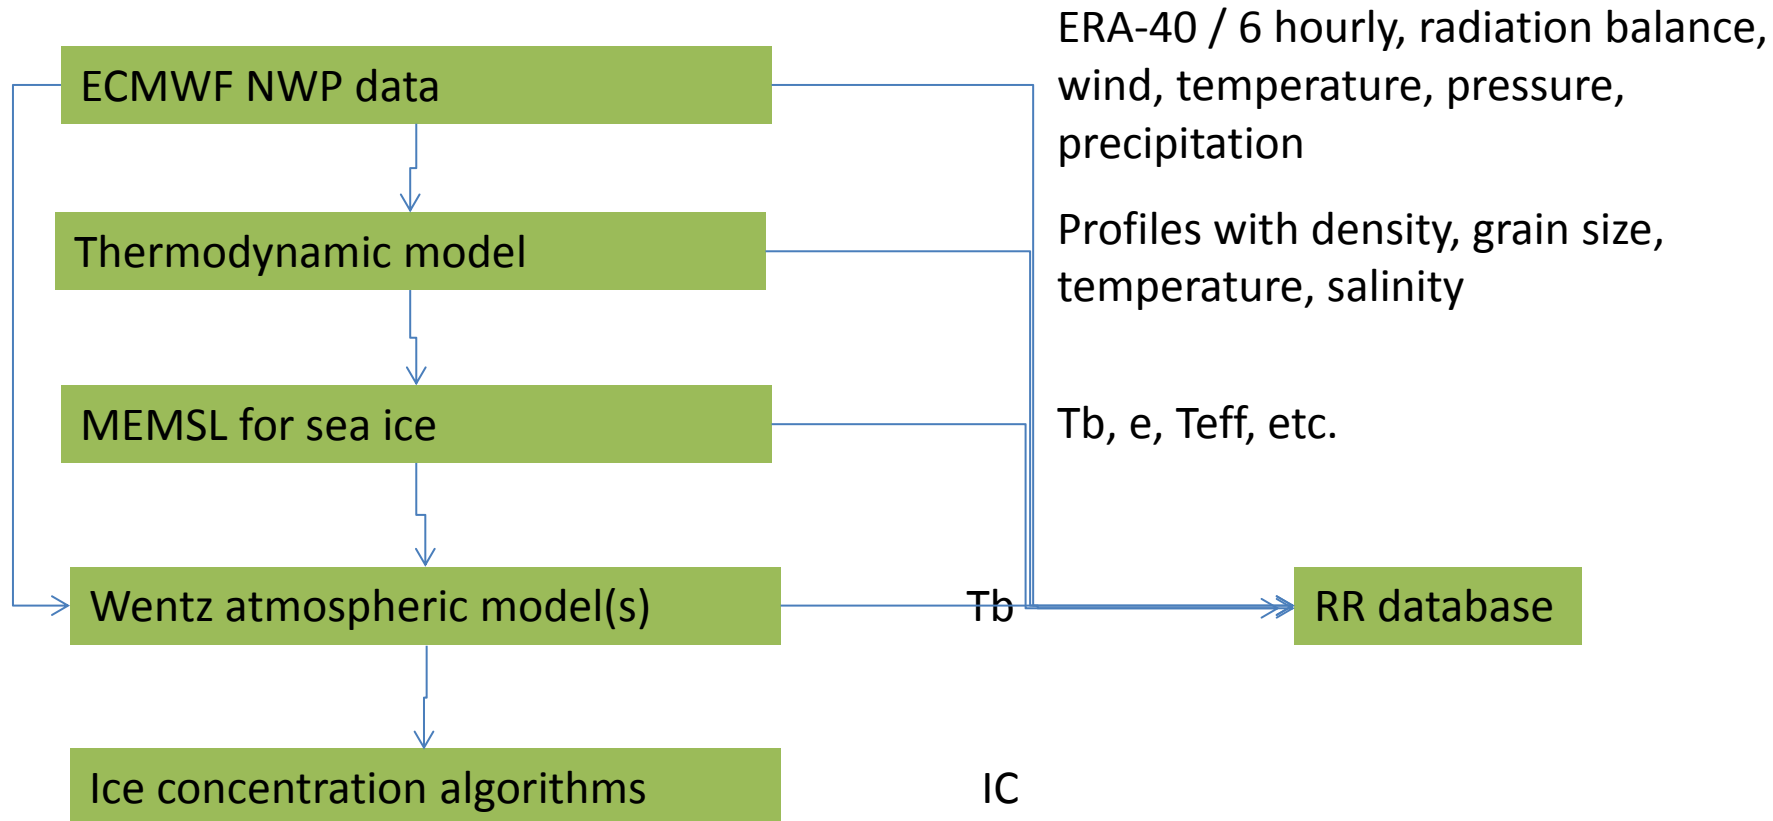 ECMWF NWP data
ERA-40 / 6 hourly, radiation balance,
wind, temperature, pressure,
precipitation
Thermodynamic model
Profiles with density, grain size,
temperature, salinity
MEMSL for sea ice
Tb, e, Teff, etc.
Wentz atmospheric model(s)
Tb
RR database
Ice concentration algorithms
IC